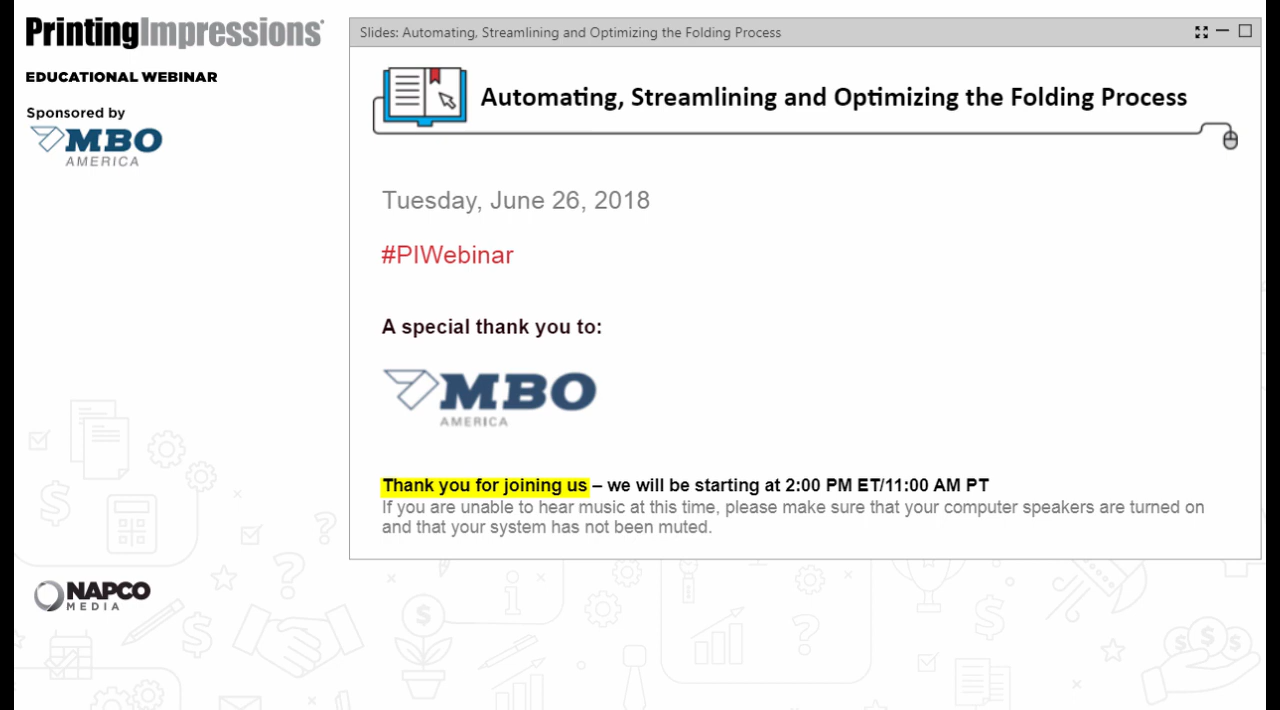 PrintingImpressions®
EDUCATIONAL WEBINAR
Sponsored by
MBO
AMERICA
Slides: Automating, Streamlining and Optimizing the Folding Process
Automating, Streamlining and Optimizing the Folding Process
Tuesday, June 26, 2018
#PIWebinar
A special thank you to:
MBO
AMERICA
Thank you for joining us – we will be starting at 2:00 PM ET/11:00 AM PT
If you are unable to hear music at this time, please make sure that your computer speakers are turned on
and that your system has not been muted.
NAPCO
MEDIA